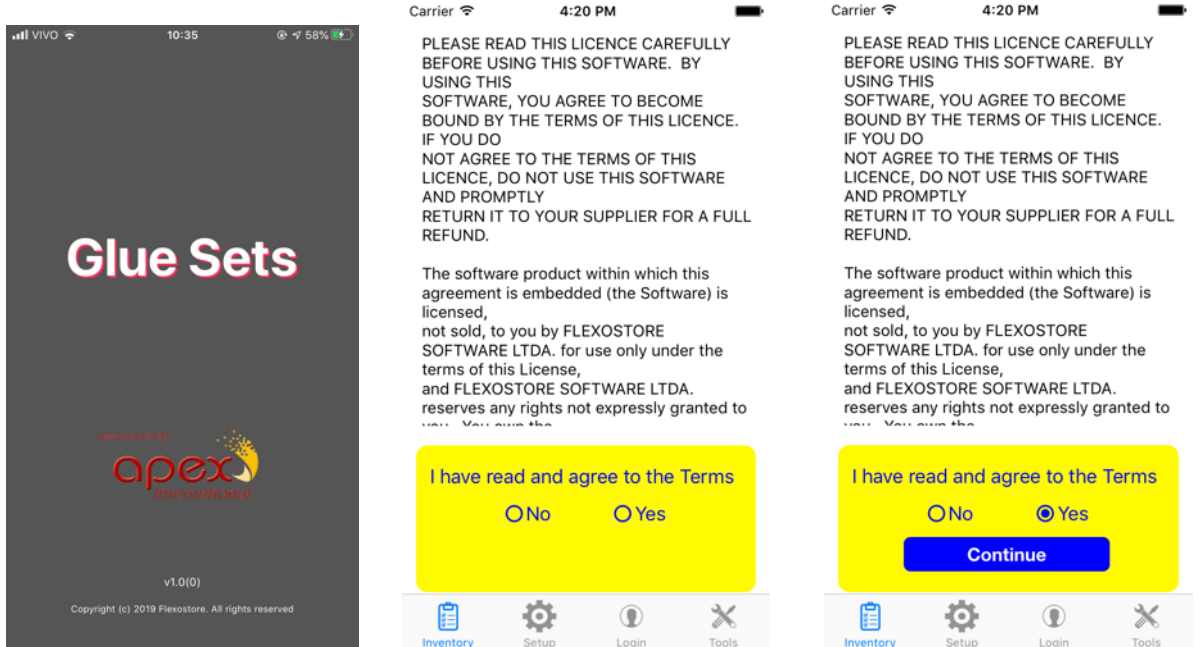 VIVO 10:35 58%
Glue Sets
sponsored by
apex
International
v1.0(0)
Copyright (c) 2019 Flexostore. All rights reserved
Carrier 4:20 PM
PLEASE READ THIS LICENCE CAREFULLY
BEFORE USING THIS SOFTWARE.  BY
USING THIS
SOFTWARE, YOU AGREE TO BECOME
BOUND BY THE TERMS OF THIS LICENCE.
IF YOU DO
NOT AGREE TO THE TERMS OF THIS
LICENCE, DO NOT USE THIS SOFTWARE
AND PROMPTLY
RETURN IT TO YOUR SUPPLIER FOR A FULL
REFUND.
The software product within which this
agreement is embedded (the Software) is
licensed,
not sold, to you by FLEXOSTORE
SOFTWARE LTDA. for use only under the
terms of this License,
and FLEXOSTORE SOFTWARE LTDA.
reserves any rights not expressly granted to
you. You own the
I have read and agree to the Terms
No Yes
Inventory Setup Login Tools
Carrier 4:20 PM
PLEASE READ THIS LICENCE CAREFULLY
BEFORE USING THIS SOFTWARE.  BY
USING THIS
SOFTWARE, YOU AGREE TO BECOME
BOUND BY THE TERMS OF THIS LICENCE.
IF YOU DO
NOT AGREE TO THE TERMS OF THIS
LICENCE, DO NOT USE THIS SOFTWARE
AND PROMPTLY
RETURN IT TO YOUR SUPPLIER FOR A FULL
REFUND.
The software product within which this
agreement is embedded (the Software) is
licensed,
not sold, to you by FLEXOSTORE
SOFTWARE LTDA. for use only under the
terms of this License,
and FLEXOSTORE SOFTWARE LTDA.
reserves any rights not expressly granted to
you. You own the
I have read and agree to the Terms
No Yes
Continue
Inventory Setup Login Tools